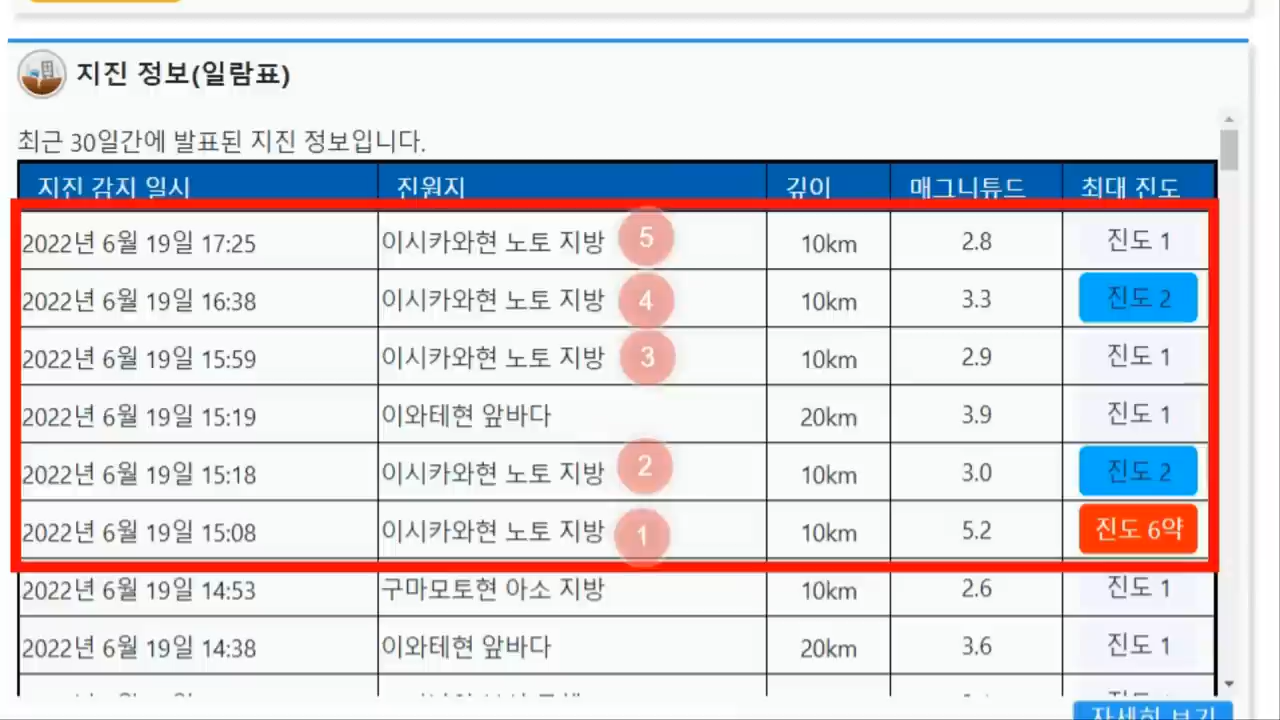 지진 정보(일람표)
최근 30일간에 발표된 지진 정보입니다.
지진 감지 일시 진원지 깊이 매그니튜드 최대 진도
2022년 6월 19일 17:25 이시카와현 노토 지방 5 10km 2.8 진도 1
2022년 6월 19일 16:38 이시카와현 노토 지방 4 10km 3.3 진도 2
2022년 6월 19일 15:59 이시카와현 노토 지방 3 10km 2.9 진도 1
2022년 6월 19일 15:19 이와테현 앞바다 20km 3.9 진도 1
2022년 6월 19일 15:18 이시카와현 노토 지방 2 10km 3.0 진도 2
2022년 6월 19일 15:08 이시카와현 노토 지방 1 10km 5.2 진도 6약
2022년 6월 19일 14:53 구마모토현 아소 지방 10km 2.6 진도 1
2022년 6월 19일 14:38 이와테현 앞바다 20km 3.6 진도 1
자세히 보기